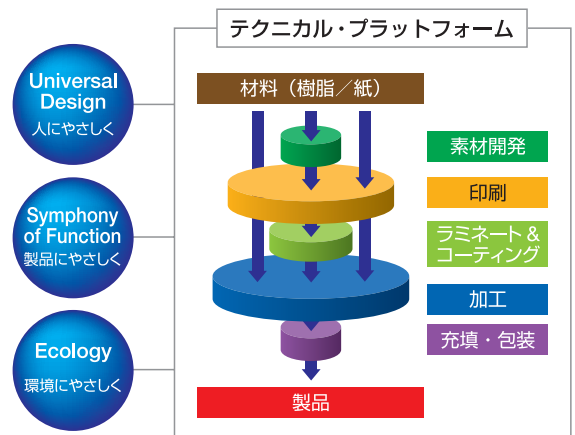 テクニカル・プラットフォーム
Universal
Design
人にやさしく
Symphony
of Function
製品にやさしく
Ecology
環境にやさしく
材料（樹脂／紙）
素材開発
印刷
ラミネート＆
コーティング
加工
充填・包装
製品